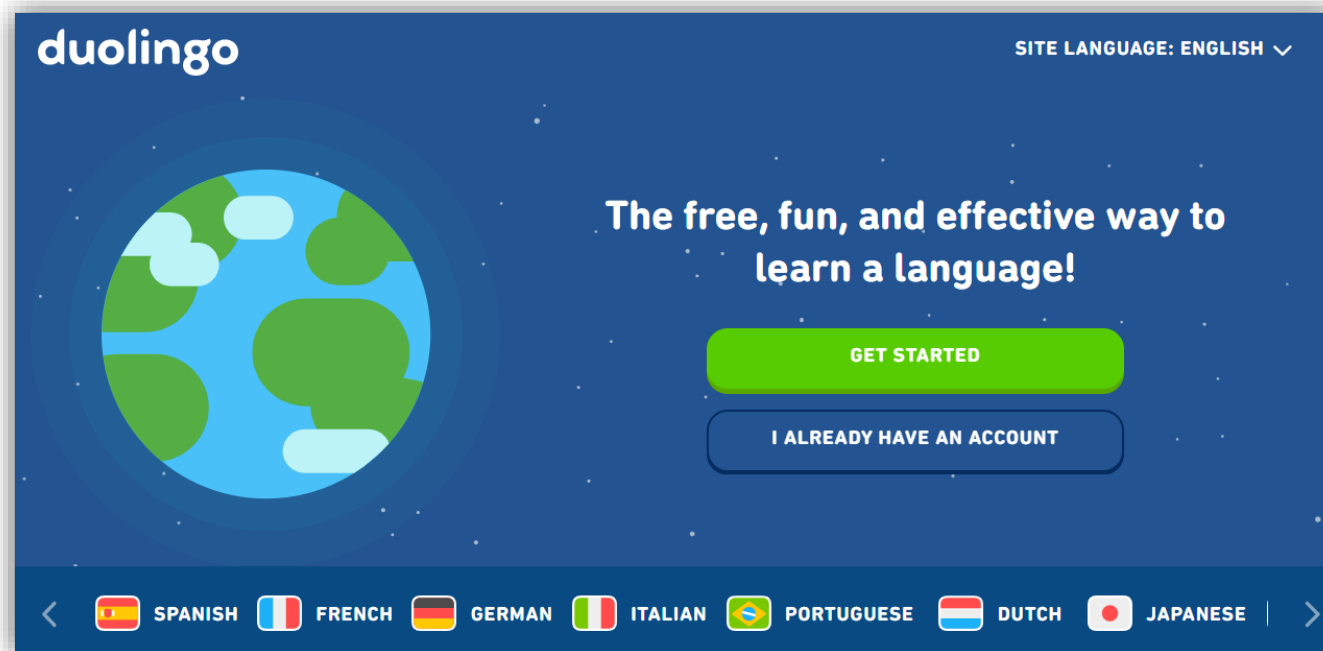 duolingo
SITE LANGUAGE: ENGLISH
The free, fun, and effective way to
learn a language!
GET STARTED
I ALREADY HAVE AN ACCOUNT
SPANISH FRENCH GERMAN ITALIAN PORTUGUESE DUTCH JAPANESE